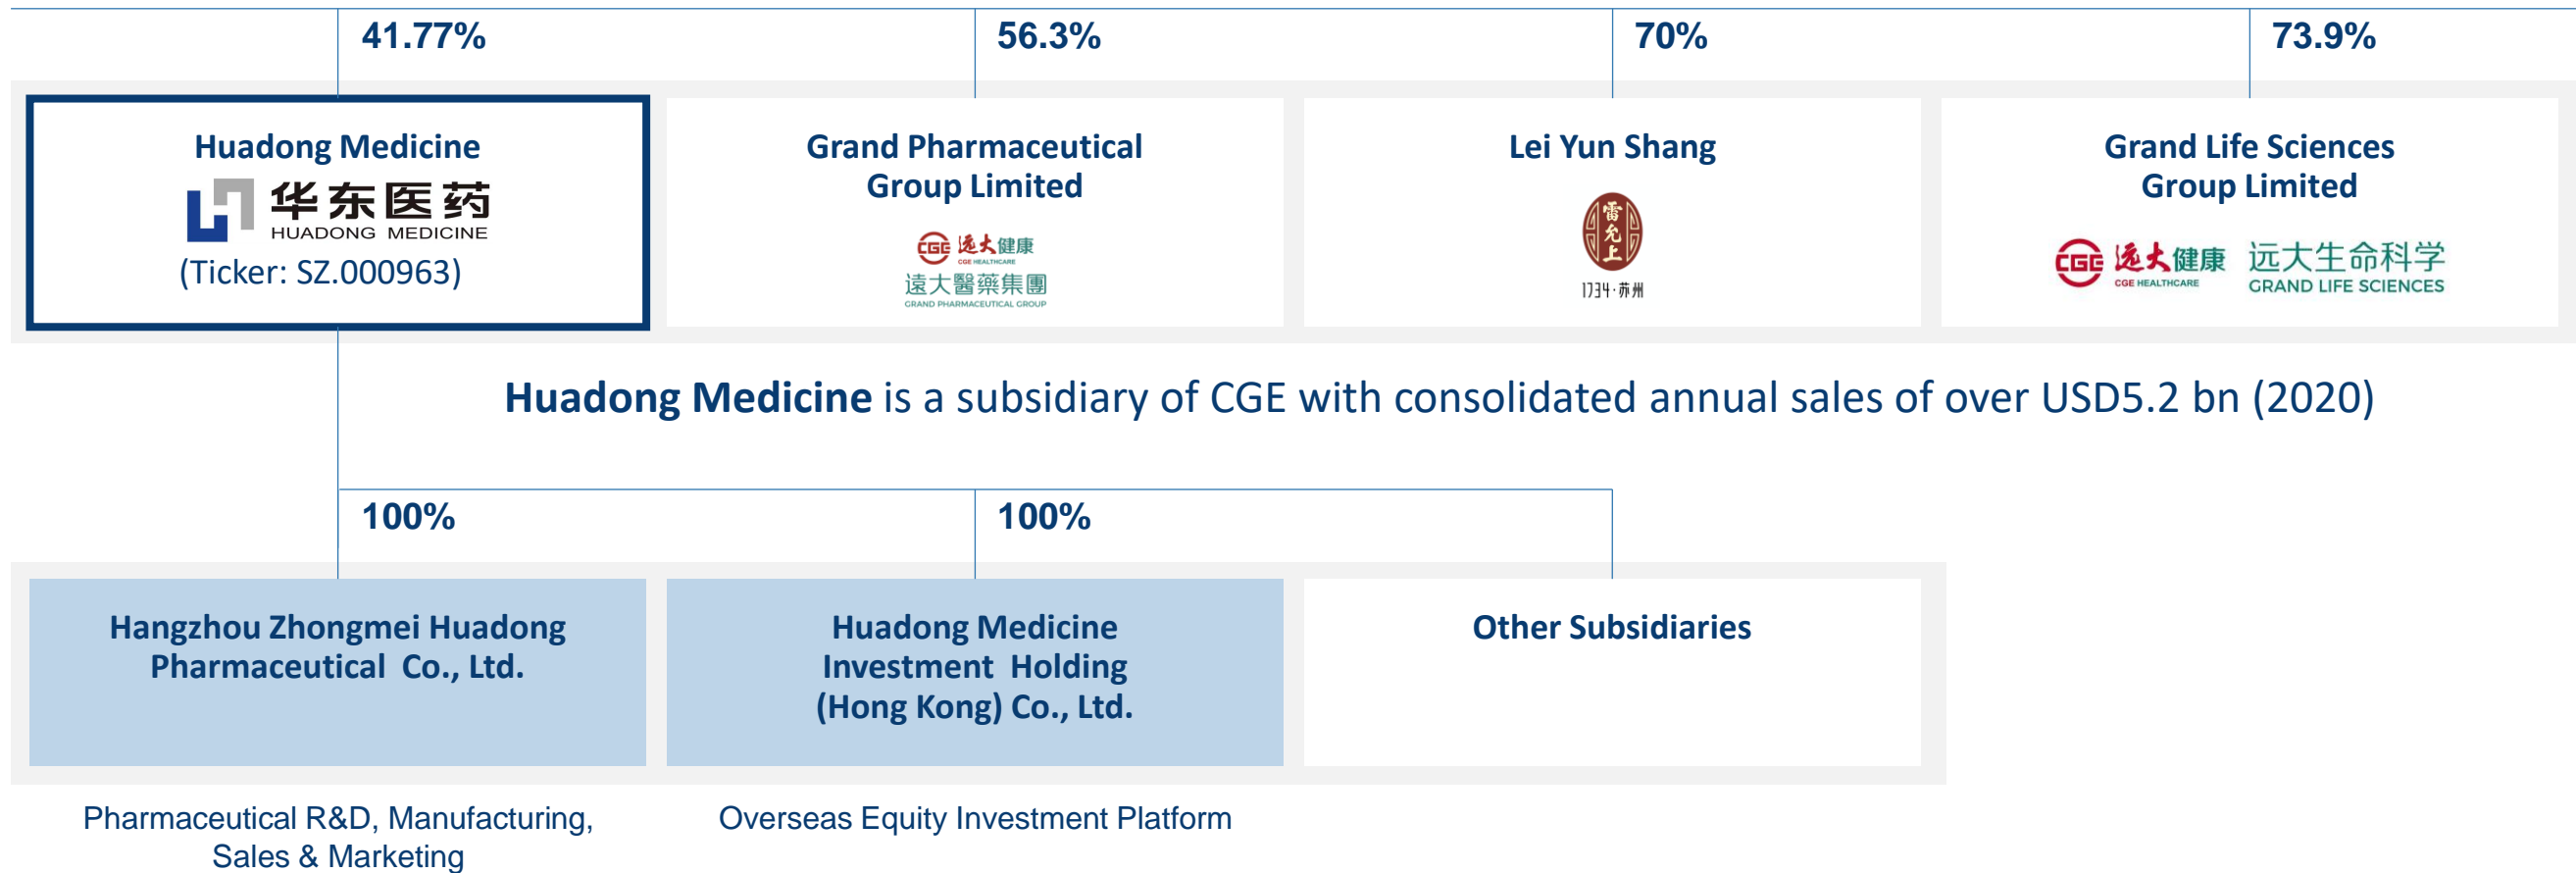 41.77%
56.3%
70%
73.9%
Huadong Medicine
华东医药
HUADONG MEDICINE
(Ticker: SZ.000963)
Grand Pharmaceutical
Group Limited
CGE 远大健康
CGE HEALTHCARE
遠大醫藥集團
GRAND PHARMACEUTICAL GROUP
Lei Yun Shang
雷允上
1734·苏州
Grand Life Sciences
Group Limited
CGE 远大健康
CGE HEALTHCARE
远大生命科学
GRAND LIFE SCIENCES
Huadong Medicine is a subsidiary of CGE with consolidated annual sales of over USD5.2 bn (2020)
100%
100%
Hangzhou Zhongmei Huadong
Pharmaceutical Co., Ltd.
Huadong Medicine
Investment Holding
(Hong Kong) Co., Ltd.
Other Subsidiaries
Pharmaceutical R&D, Manufacturing,
Sales & Marketing
Overseas Equity Investment Platform